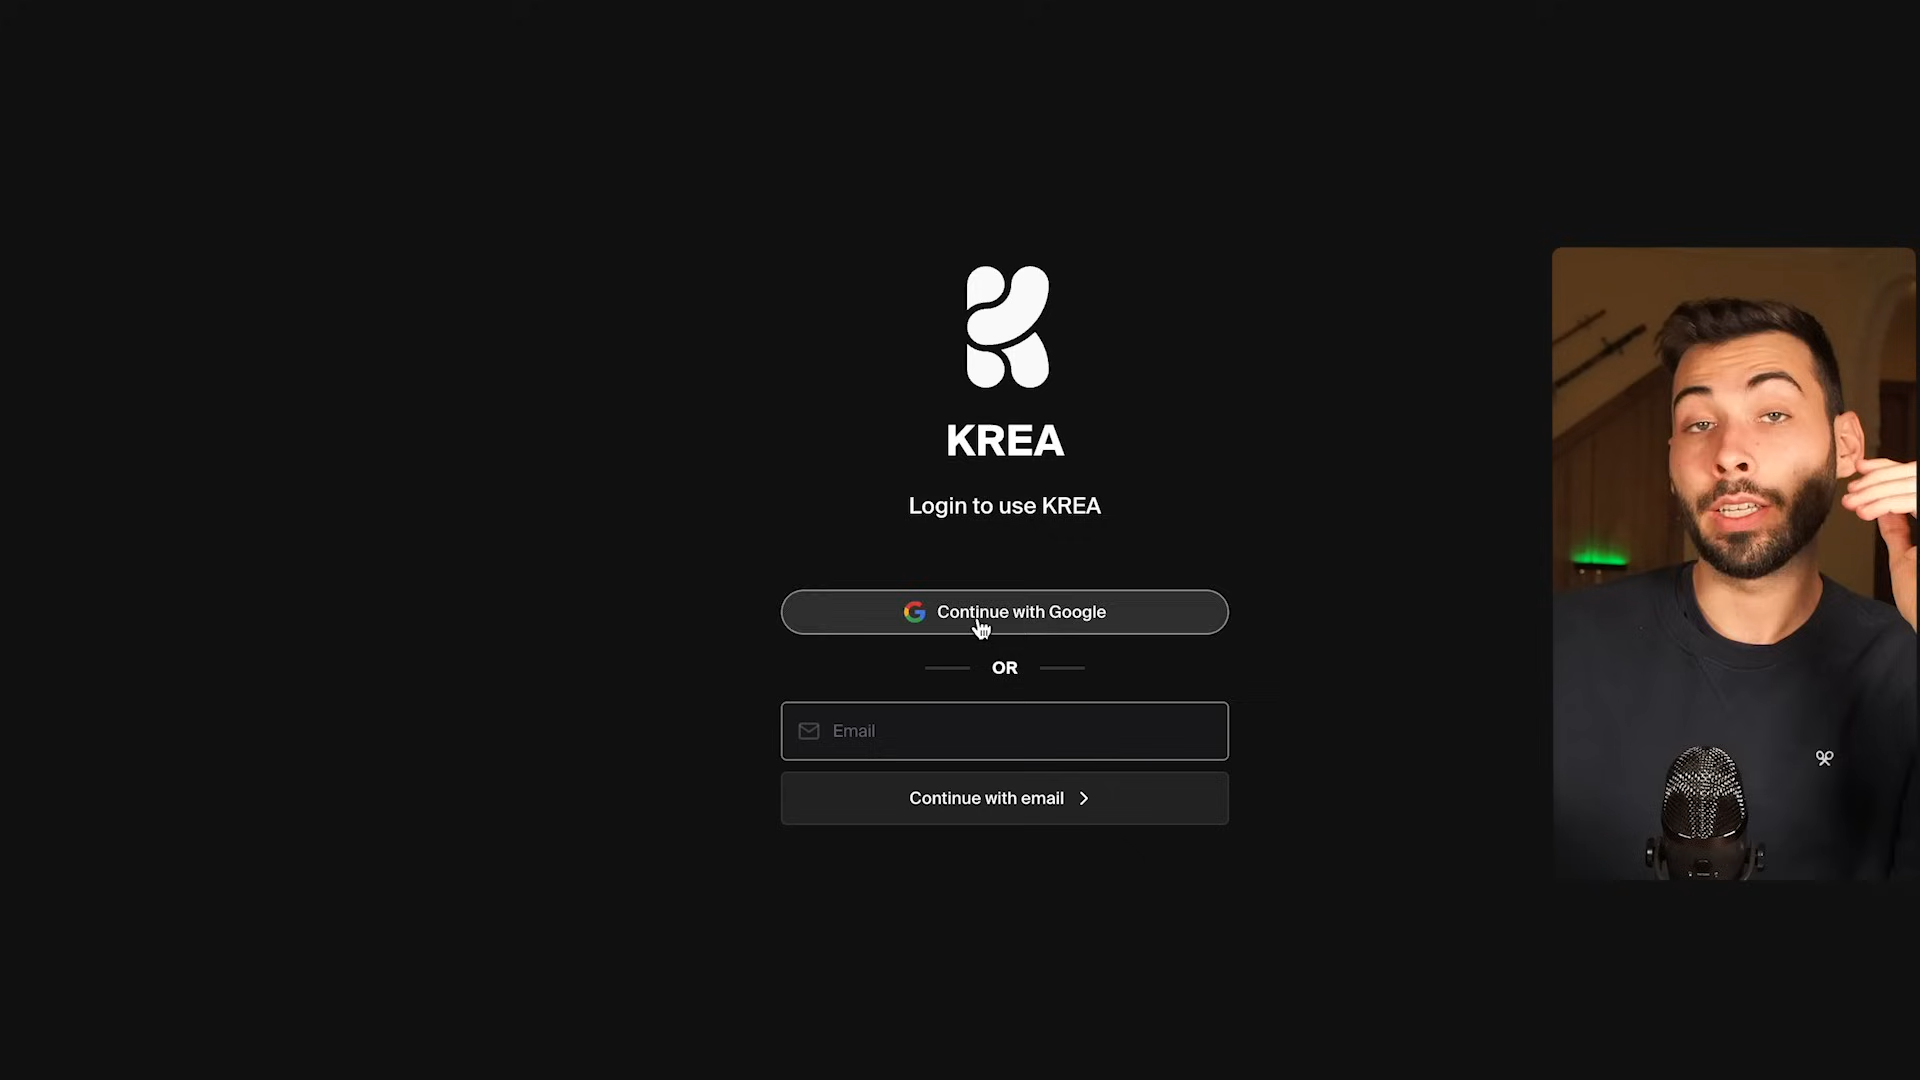 KREA
Login to use KREA
Continue with Google
OR
Email
Continue with email